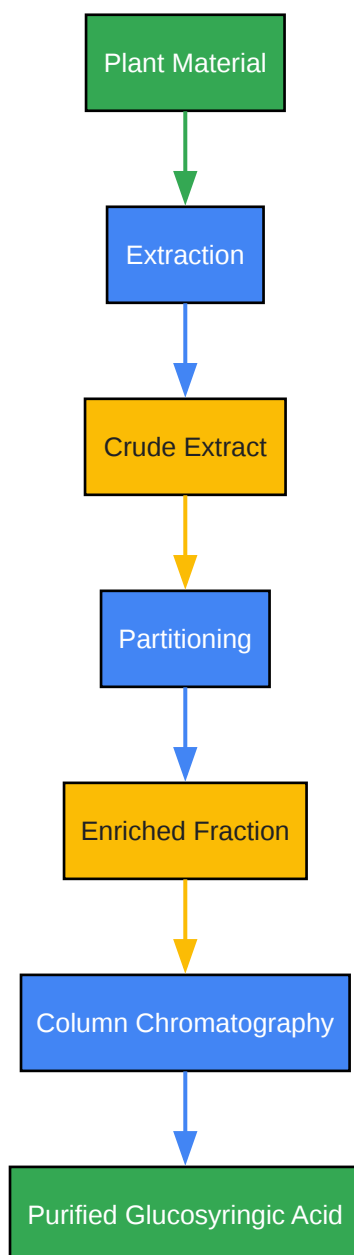 Plant Material
Extraction
Crude Extract
Partitioning
Enriched Fraction
Column Chromatography
Purified Glucosyringic Acid